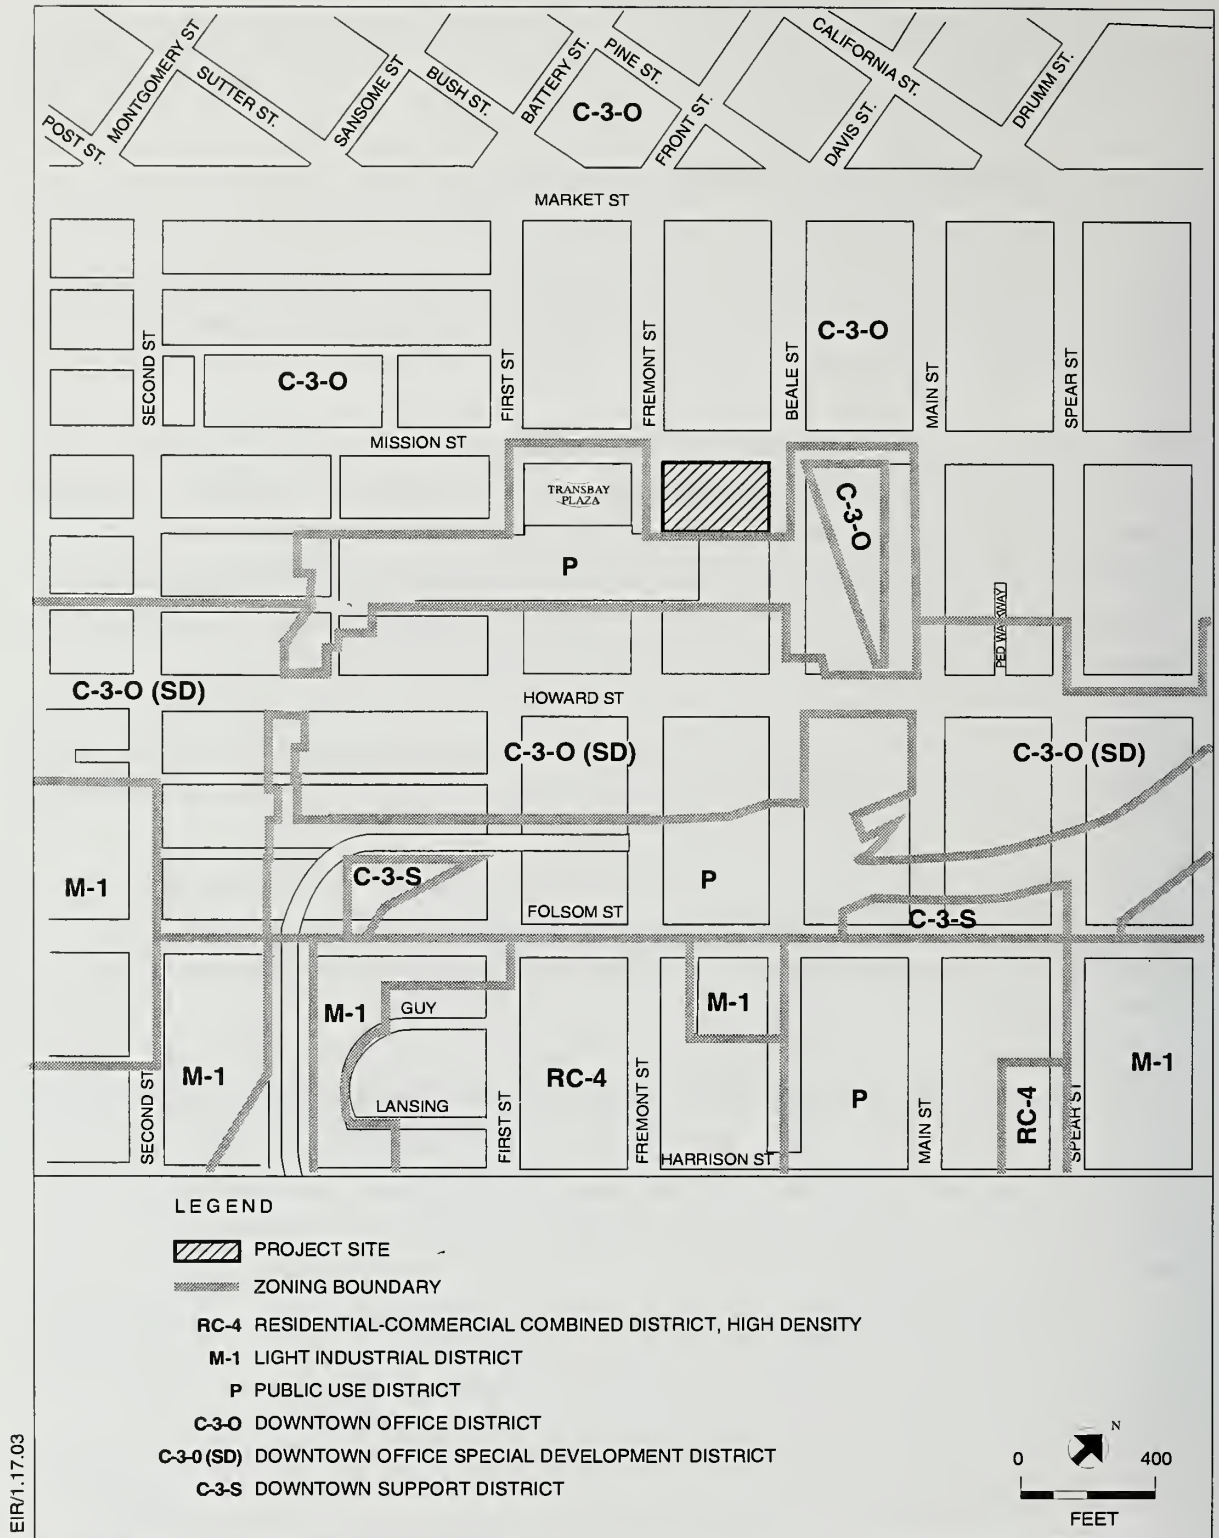 MONTGOMERY ST
SUTTER ST.
POST ST.
SANSOME ST
BUSH ST.
BATTERY ST.
PINE ST.
C-3-O
FRONT ST.
CALIFORNIA ST.
DAVIS ST.
DRUMM ST.
MARKET ST
SECOND ST
C-3-O
FIRST ST
FREMONT ST
BEALE ST
C-3-O
MAIN ST
SPEAR ST
MISSION ST
TRANSBAY
PLAZA
C-3-O
P
PED WALKWAY
C-3-O (SD)
HOWARD ST
C-3-O (SD)
C-3-O (SD)
M-1
C-3-S
P
FOLSOM ST
C-3-S
M-1
GUY
M-1
M-1
RC-4
LANSING
P
RC-4
M-1
SECOND ST
FIRST ST
FREMONT ST
HARRISON ST
MAIN ST
SPEAR ST
LEGEND
PROJECT SITE
ZONING BOUNDARY
RC-4 RESIDENTIAL-COMMERCIAL COMBINED DISTRICT, HIGH DENSITY
M-1 LIGHT INDUSTRIAL DISTRICT
P PUBLIC USE DISTRICT
C-3-O DOWNTOWN OFFICE DISTRICT
C-3-0 (SD) DOWNTOWN OFFICE SPECIAL DEVELOPMENT DISTRICT
C-3-S DOWNTOWN SUPPORT DISTRICT
N
0 400
FEET
EIR/1.17.03